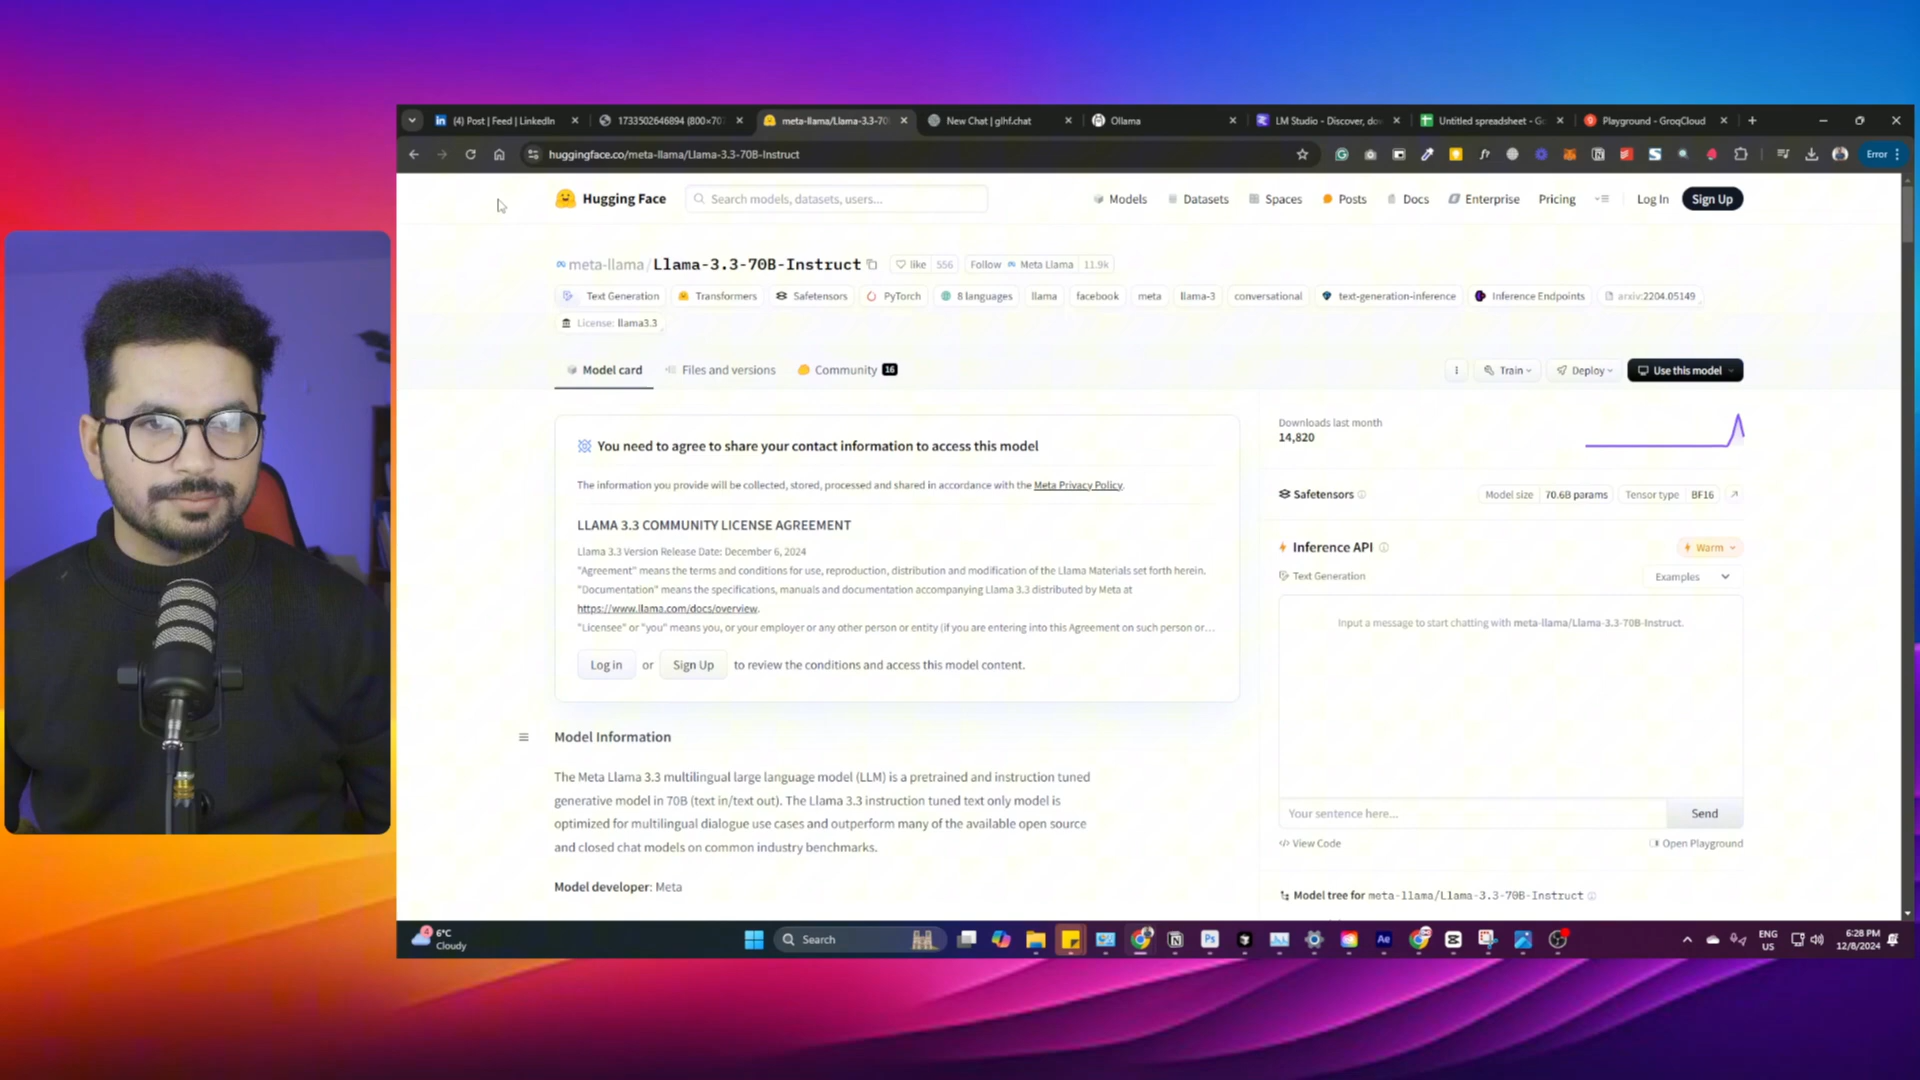 (4) Post | Feed | LinkedIn
1733502646894 (800×70
meta-llama/Llama-3.3-70
New Chat | glhf.chat
Ollama
LM Studio - Discover, do
Untitled spreadsheet - G
Playground - GroqCloud
huggingface.co/meta-llama/Llama-3.3-70B-Instruct
Error
Hugging Face
Search models, datasets, users...
Models
Datasets
Spaces
Posts
Docs
Enterprise
Pricing
Log In
Sign Up
meta-llama/Llama-3.3-70B-Instruct
like 556
Follow Meta Llama 11.9k
Text Generation
Transformers
Safetensors
PyTorch
8 languages
llama
facebook
meta
llama-3
conversational
text-generation-inference
Inference Endpoints
arxiv:2204.05149
License: llama3.3
Model card
Files and versions
Community 16
Train
Deploy
Use this model
You need to agree to share your contact information to access this model
The information you provide will be collected, stored, processed and shared in accordance with the Meta Privacy Policy.
LLAMA 3.3 COMMUNITY LICENSE AGREEMENT
Llama 3.3 Version Release Date: December 6, 2024
"Agreement" means the terms and conditions for use, reproduction, distribution and modification of the Llama Materials set forth herein.
"Documentation" means the specifications, manuals and documentation accompanying Llama 3.3 distributed by Meta at
https://www.llama.com/docs/overview.
"Licensee" or "you" means you, or your employer or any other person or entity (if you are entering into this Agreement on such person or...
Log in or Sign Up to review the conditions and access this model content.
Model Information
The Meta Llama 3.3 multilingual large language model (LLM) is a pretrained and instruction tuned
generative model in 70B (text in/text out). The Llama 3.3 instruction tuned text only model is
optimized for multilingual dialogue use cases and outperform many of the available open source
and closed chat models on common industry benchmarks.
Model developer: Meta
Downloads last month
14,820
Safetensors
Model size 70.6B params
Tensor type BF16
Inference API
Warm
Text Generation
Examples
Input a message to start chatting with meta-llama/Llama-3.3-70B-Instruct.
Your sentence here...
Send
View Code
Open Playground
Model tree for meta-llama/Llama-3.3-70B-Instruct
4
6°C
Cloudy
Search
Ps
Ae
ENG
US
6:28 PM
12/8/2024